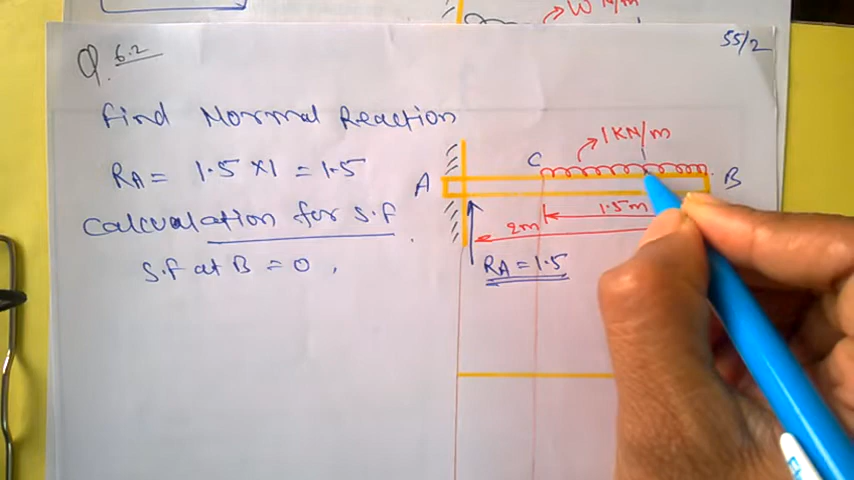 W N/m
Q. 6.2
55/2
Find Normal Reaction
RA = 1.5 × 1 = 1.5
Calculation for S.F
S.F at B = 0,
1 KN/m
C
A
B
1.5m
2m
RA = 1.5